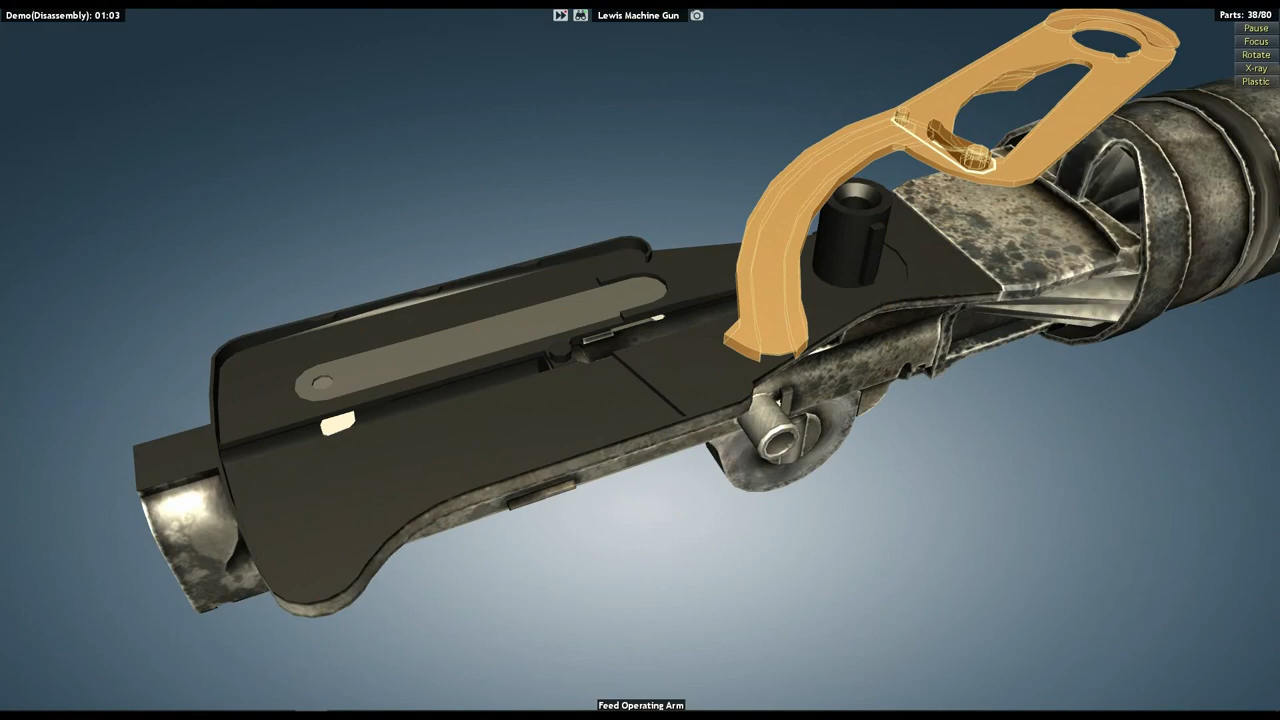 Demo(Disassembly): 01:03
Lewis Machine Gun
Parts: 38/80
Pause
Focus
Rotate
X-ray
Plastic
Feed Operating Arm